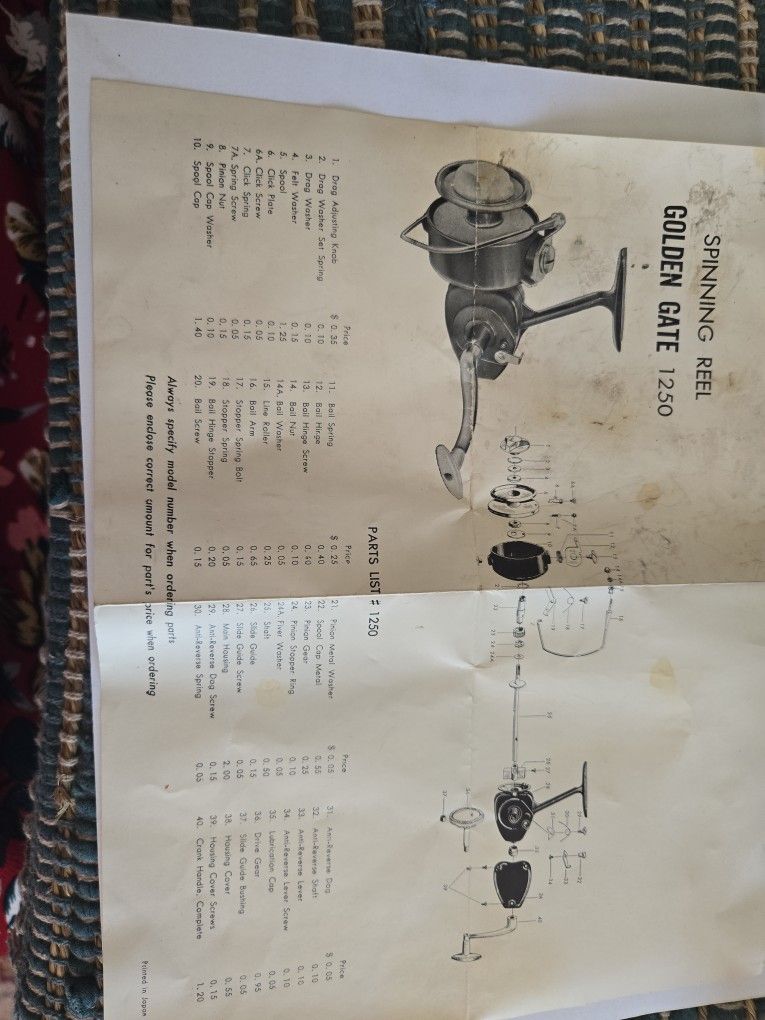 SPINNING REEL
GOLDEN GATE 1250
PARTS LIST # 1250
Price
1. Drag Adjusting Knob $ 0.35
2. Drag Washer Set Spring 0.10
3. Drag Washer 0.10
4. Felt Washer 0.15
5. Spool 1.25
6. Click Plate 0.10
6A. Click Screw 0.05
7. Click Spring 0.15
7A. Spring Screw 0.05
8. Pinion Nut 0.15
9. Spool Cap Washer 0.10
10. Spool Cap 1.40
Price
11. Bail Spring $ 0.25
12. Bail Hinge 0.40
13. Bail Hinge Screw 0.40
14. Bail Nut 0.10
14A. Bail Washer 0.05
15. Line Roller 0.25
16. Bail Arm 0.65
17. Stopper Spring Bolt 0.15
18. Stopper Spring 0.05
19. Bail Hinge Stopper 0.20
20. Bail Screw 0.15
Price
21. Pinion Metal Washer $ 0.05
22. Spool Cap Metal 0.55
23. Pinion Gear 0.25
24. Pinion Stopper Ring 0.10
24A. Fiver Washer 0.05
25. Shaft 0.50
26. Slide Guide 0.15
27. Slide Guide Screw 0.05
28. Main Housing 2.00
29. Anti-Reverse Dog Screw 0.15
30. Anti-Reverse Spring 0.05
Price
31. Anti-Reverse Dog $ 0.05
32. Anti-Reverse Shaft 0.10
33. Anti-Reverse Lever 0.10
34. Anti-Reverse Lever Screw 0.10
35. Lubrication Cap 0.05
36. Drive Gear 0.95
37. Slide Guide Bushing 0.05
38. Housing Cover 0.55
39. Housing Cover Screws 0.15
40. Crank Handle, Complete 1.20
Always specify model number when ordering parts
Please enclose correct amount for part's price when ordering
Printed in Japan